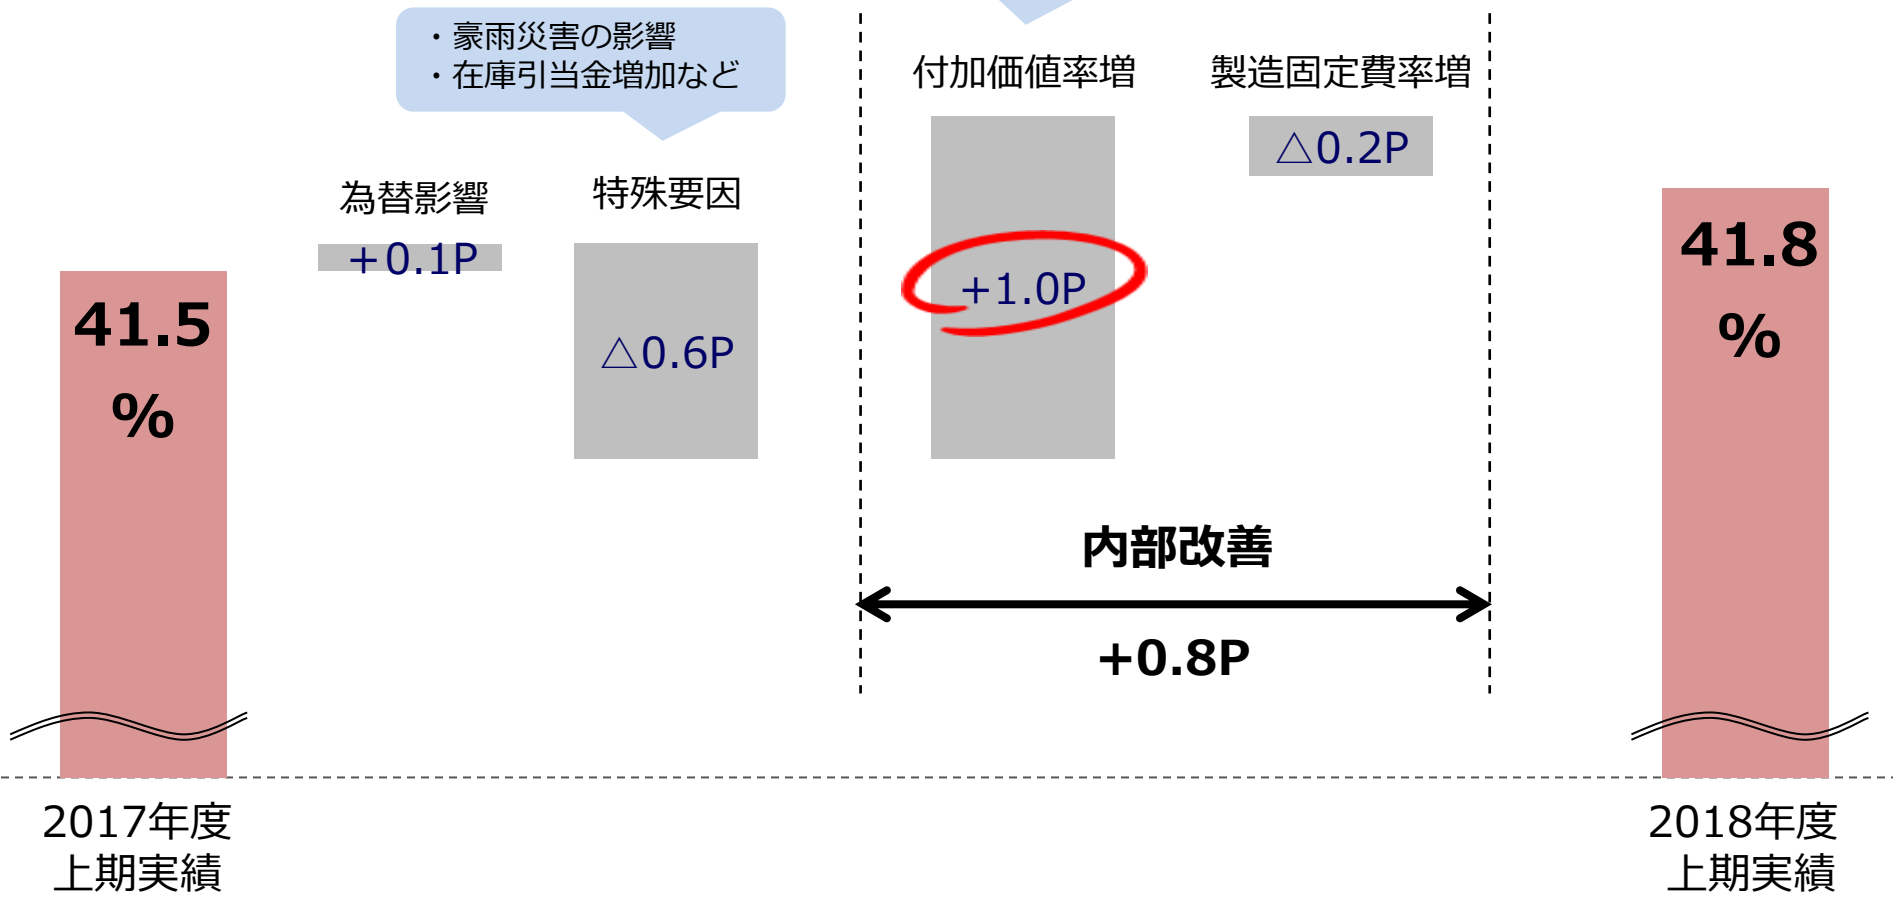 ・豪雨災害の影響
・在庫引当金増加など
付加価値率増
製造固定費率増
△0.2P
為替影響
特殊要因
+0.1P
41.5
%
△0.6P
+1.0P
41.8
%
内部改善
+0.8P
2017年度
上期実績
2018年度
上期実績